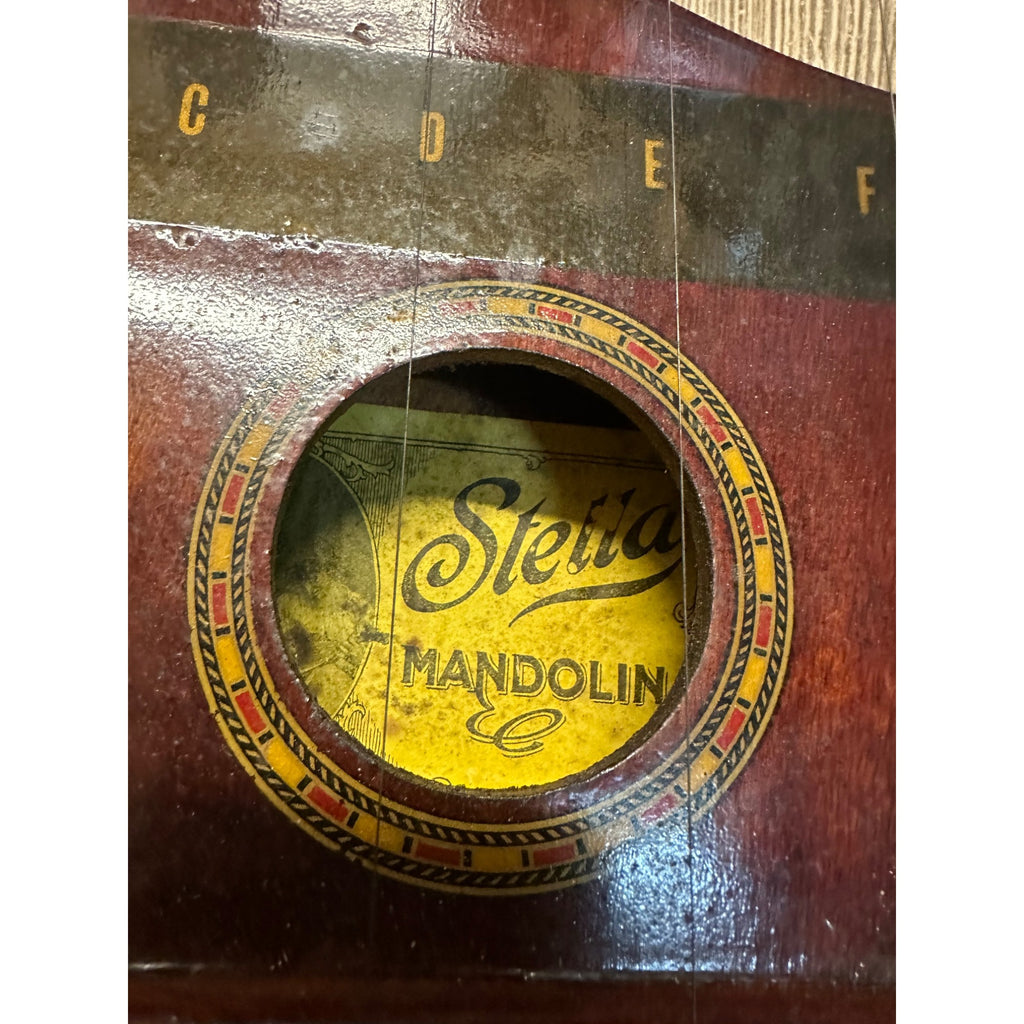 C D E F
Stella
MANDOLIN